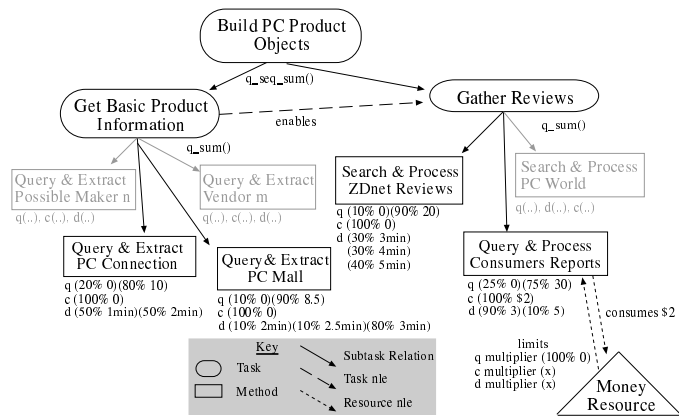 Build PC Product
Objects
q_seq_sum()
Get Basic Product
Information
enables
Gather Reviews
q_sum()
q_sum()
Query & Extract
Possible Maker n
q(..), c(..), d(..)
Query & Extract
Vendor m
q(..), c(..), d(..)
Search & Process
ZDnet Reviews
q (10% 0)(90% 20)
c (100% 0)
d (30% 3min)
(30% 4min)
(40% 5min)
Search & Process
PC World
q(..), d(..), c(..)
Query & Extract
PC Connection
q (20% 0)(80% 10)
c (100% 0)
d (50% 1min)(50% 2min)
Query & Extract
PC Mall
q (10% 0)(90% 8.5)
c (100% 0)
d (10% 2min)(10% 2.5min)(80% 3min)
Query & Process
Consumers Reports
q (25% 0)(75% 30)
c (100% $2)
d (90% 3)(10% 5)
consumes $2
limits
q multiplier (100% 0)
c multiplier (x)
d multiplier (x)
Money
Resource
Key
Task
Method
Subtask Relation
Task nle
Resource nle